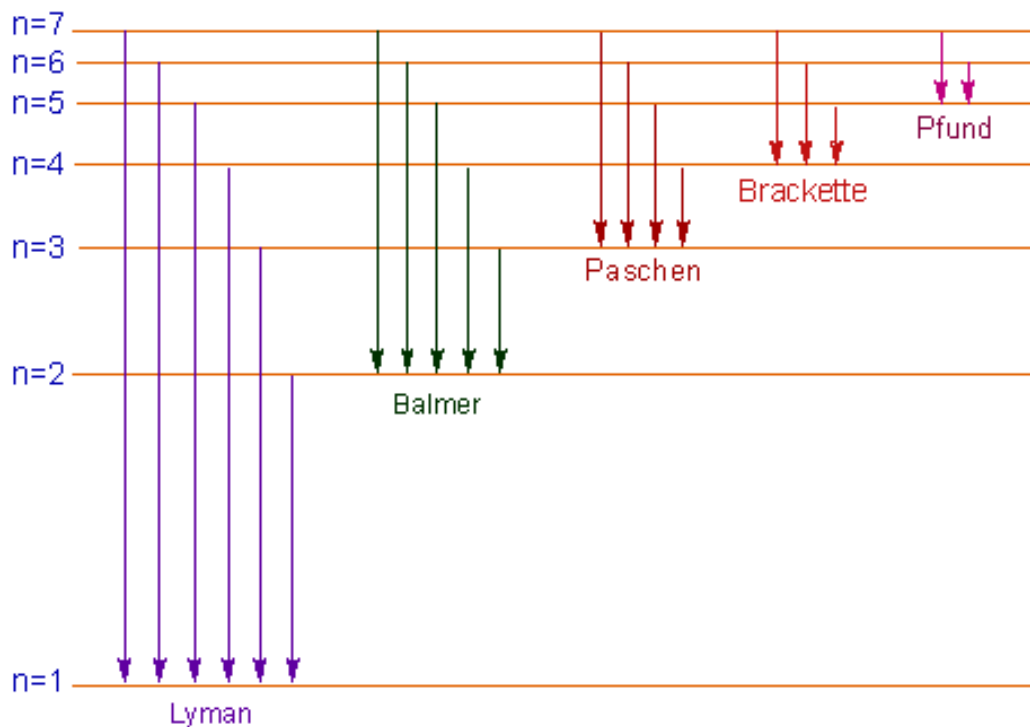 n=7
n=6
n=5
Pfund
n=4
Brackette
n=3
Paschen
n=2
Balmer
n=1
Lyman